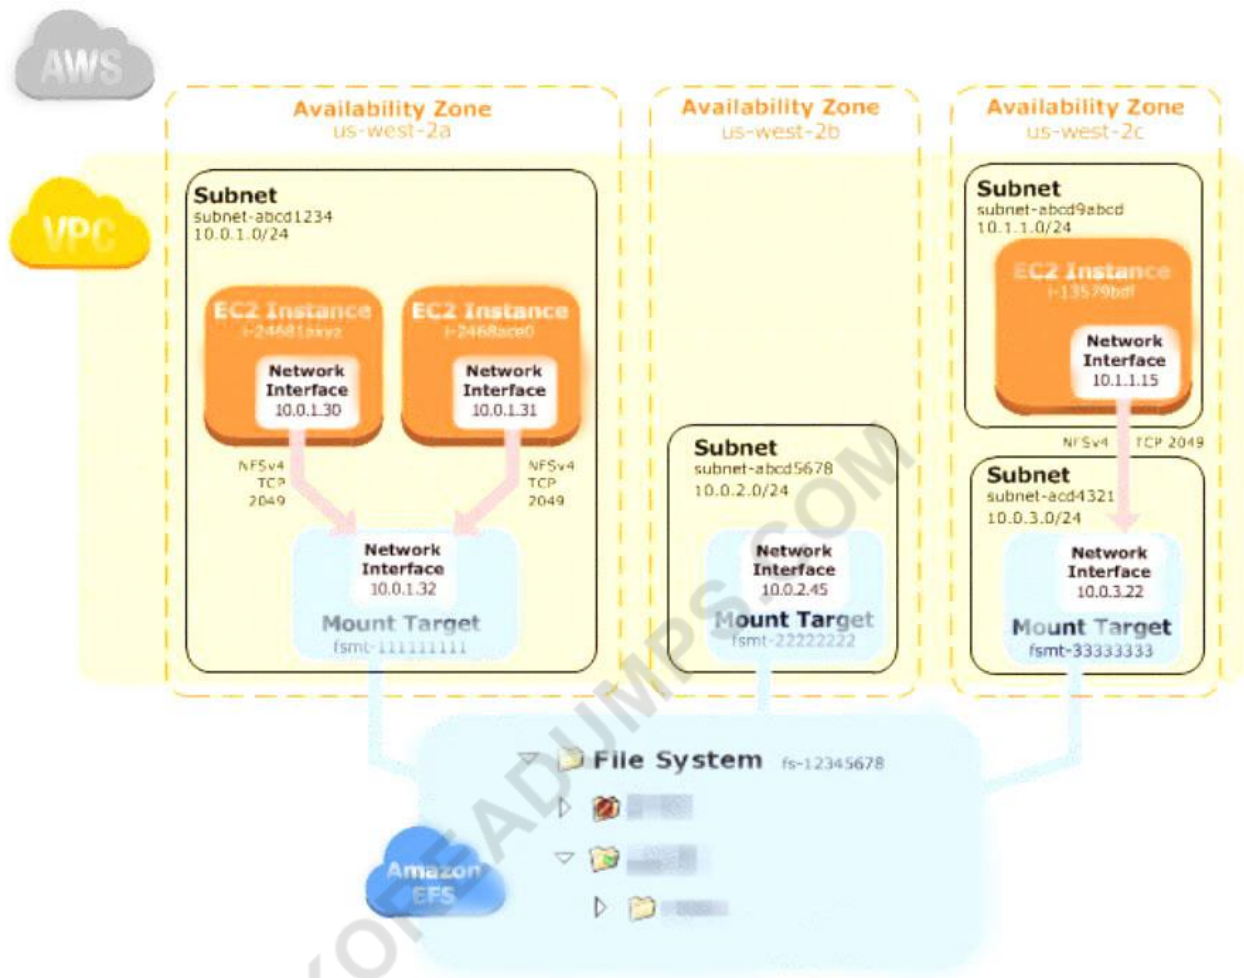 AWS
Availability Zone
us-west-2a
Availability Zone
us-west-2b
Availability Zone
us-west-2c
VPC
Subnet
subnet-abcd1234
10.0.1.0/24
EC2 Instance
EC2 Instance
i-2468ace0
Network
Interface
10.0.1.30
Network
Interface
10.0.1.31
NFSv4
TCP
2049
NFSv4
TCP
2049
Network
Interface
10.0.1.32
Mount Target
fsmt-111111111
Subnet
subnet-abcd5678
10.0.2.0/24
Network
Interface
10.0.2.45
Mount Target
fsmt-22222222
Subnet
subnet-abcd9abcd
10.1.1.0/24
EC2 Instance
i-13579bdf
Network
Interface
10.1.1.15
NFSv4 TCP 2049
Subnet
subnet-acd4321
10.0.3.0/24
Network
Interface
10.0.3.22
Mount Target
fsmt-33333333
File System fs-12345678
Amazon
EFS
KOREADUMPS.COM